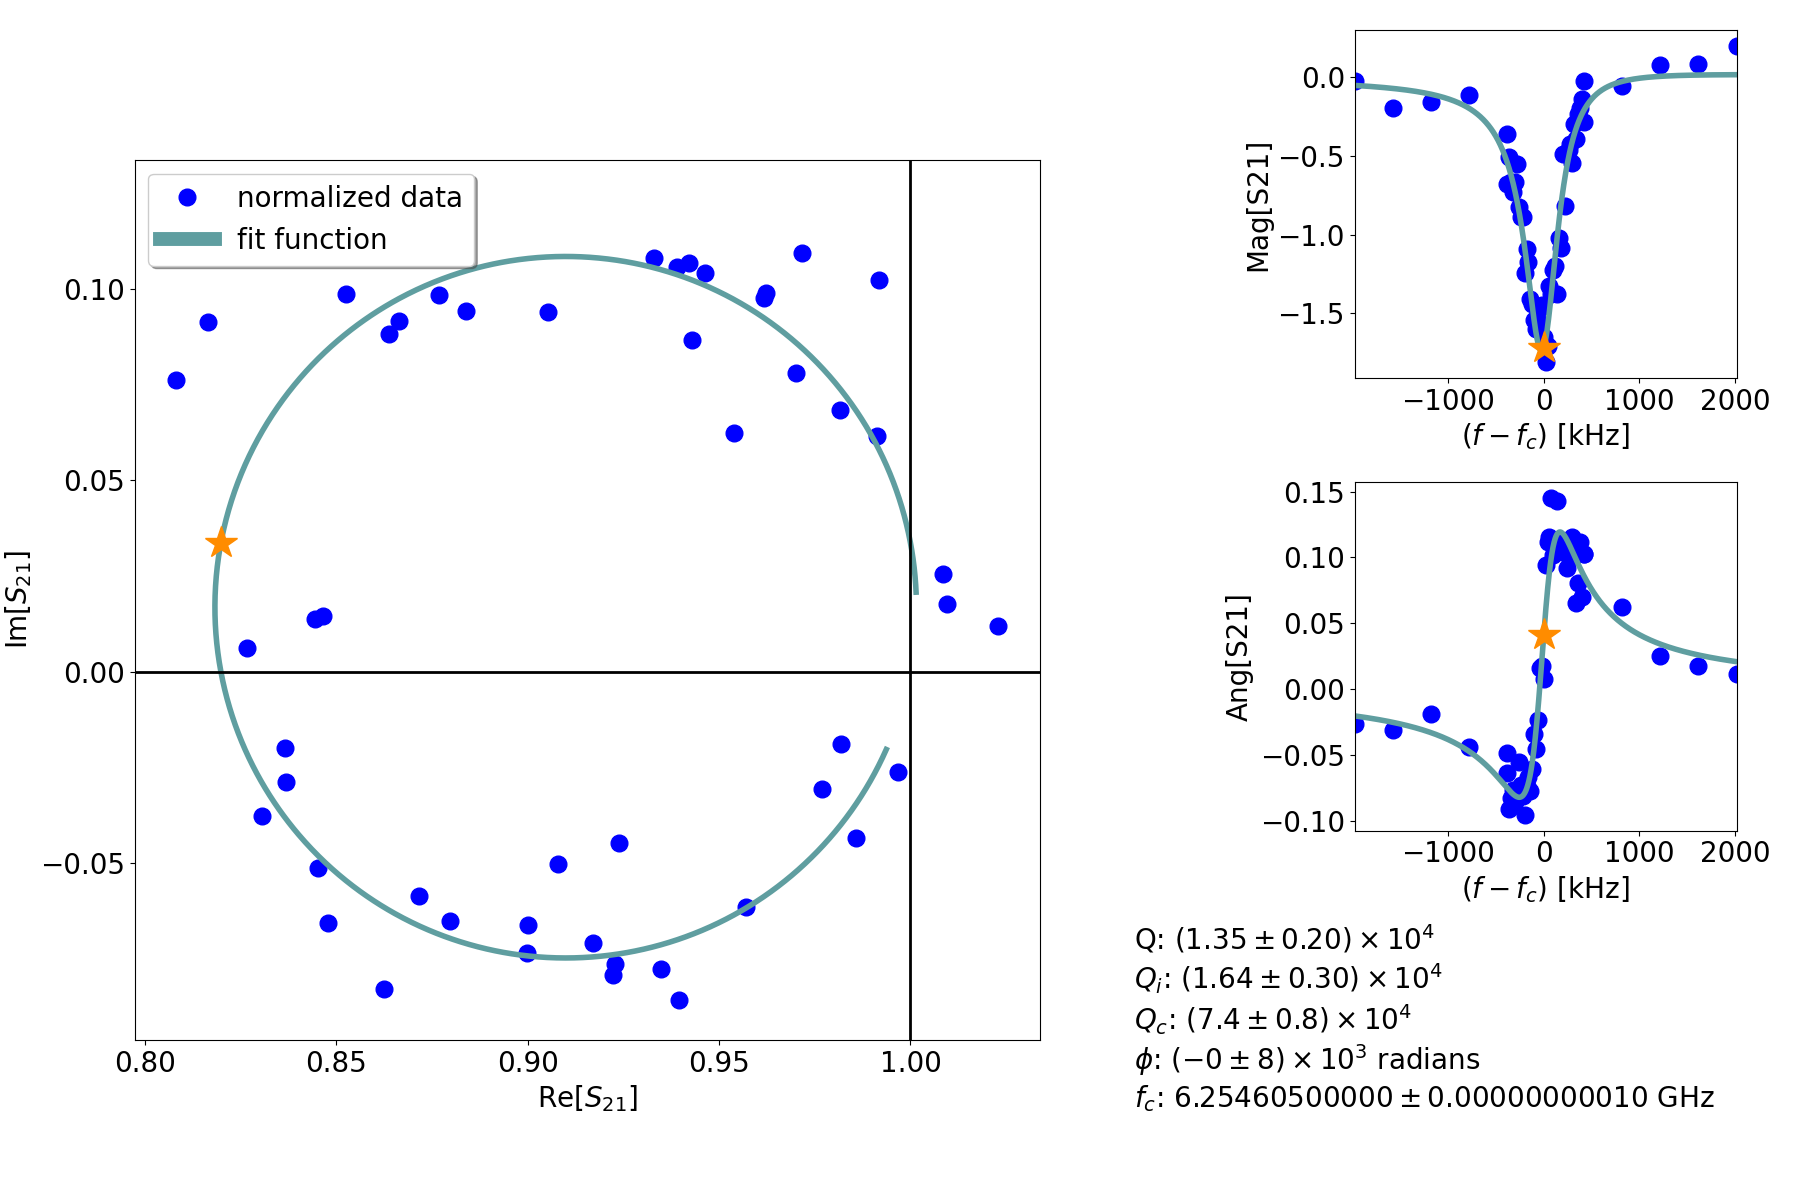 normalized data
fit function
0.10
0.05
0.00
−0.05
Im[S21]
0.80 0.85 0.90 0.95 1.00
Re[S21]
0.0
−0.5
−1.0
−1.5
Mag[S21]
−1000 0 1000 2000
(f − fc) [kHz]
0.15
0.10
0.05
0.00
−0.05
−0.10
Ang[S21]
−1000 0 1000 2000
(f − fc) [kHz]
Q: (1.35 ± 0.20) × 10^4
Qi: (1.64 ± 0.30) × 10^4
Qc: (7.4 ± 0.8) × 10^4
ϕ: (−0 ± 8) × 10^3 radians
fc: 6.25460500000 ± 0.00000000010 GHz